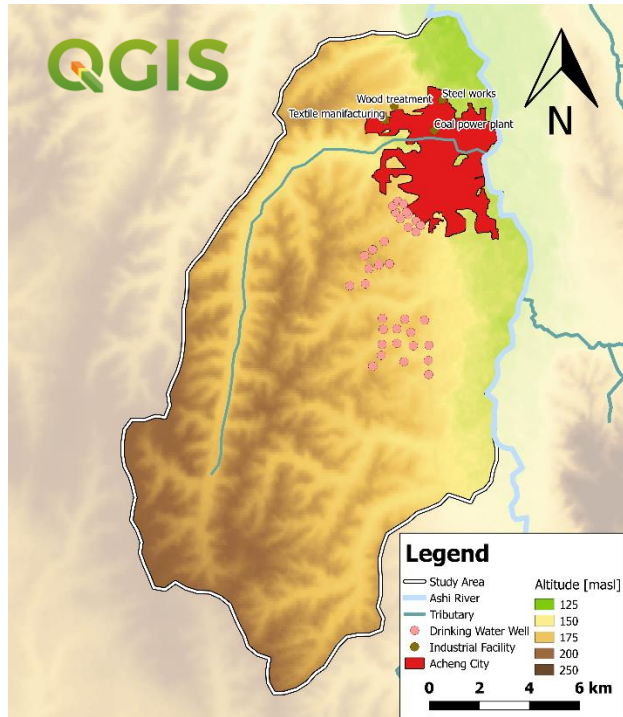 QGIS
N
Wood treatment
Steel works
Textile manifacturing
Coal power plant
Legend
Study Area
Ashi River
Tributary
Drinking Water Well
Industrial Facility
Acheng City
Altitude [masl]
125
150
175
200
250
0 2 4 6 km